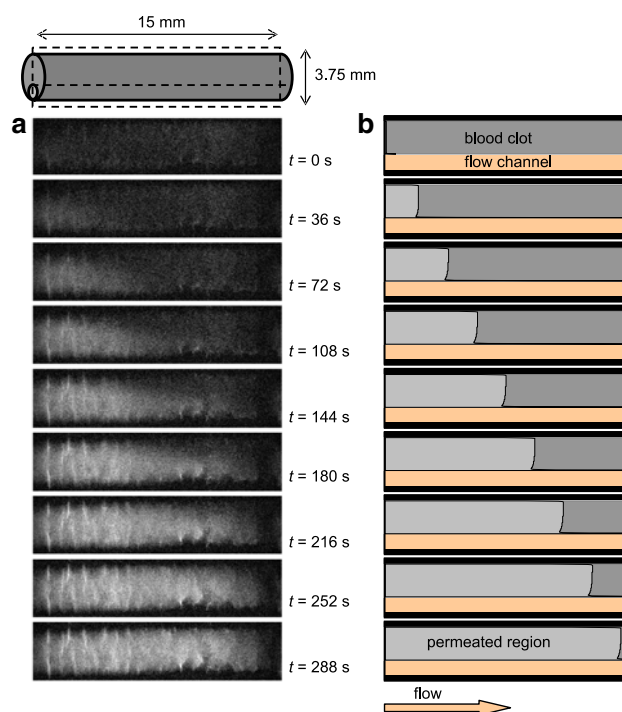 15 mm
3.75 mm
a
b
t = 0 s
t = 36 s
t = 72 s
t = 108 s
t = 144 s
t = 180 s
t = 216 s
t = 252 s
t = 288 s
blood clot
flow channel
permeated region
flow